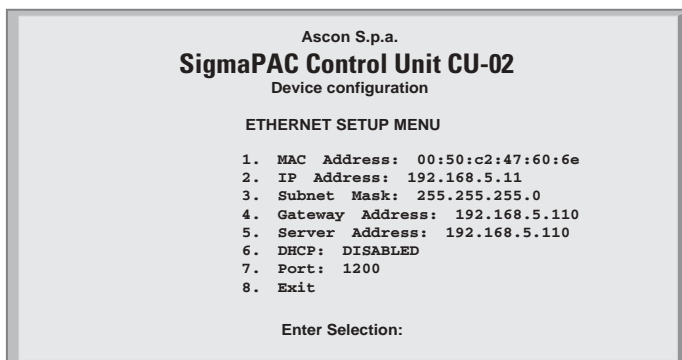 Ascon S.p.a.
SigmaPAC Control Unit CU-02
Device configuration
ETHERNET SETUP MENU
1. MAC Address: 00:50:c2:47:60:6e
2. IP Address: 192.168.5.11
3. Subnet Mask: 255.255.255.0
4. Gateway Address: 192.168.5.110
5. Server Address: 192.168.5.110
6. DHCP: DISABLED
7. Port: 1200
8. Exit
Enter Selection: